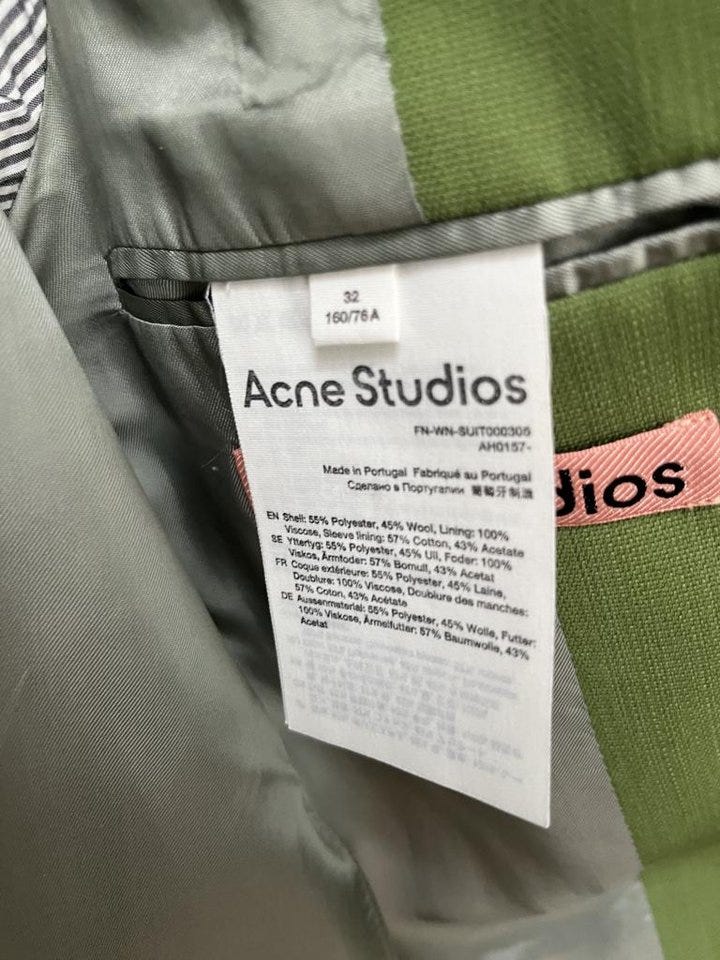 32
160/76A
Acne Studios
FN-WN-SUIT000306
AH0157-
Made in Portugal Fabriqué au Portugal
Сделано в Португалии 葡萄牙制造
EN Shell: 55% Polyester, 45% Wool, Lining: 100%
Viscose, Sleeve lining: 57% Cotton, 43% Acetate
SE Yttertyg: 55% Polyester, 45% Ull, Foder: 100%
Viskos, Ärmfoder: 57% Bomull, 43% Acetat
FR Coque extérieure: 55% Polyester, 45% Laine,
Doublure: 100% Viscose, Doublure des manches:
57% Coton, 43% Acétate
DE Aussenmaterial: 55% Polyester, 45% Wolle, Futter:
100% Viskose, Ärmelfutter: 57% Baumwolle, 43%
Acetat
dios